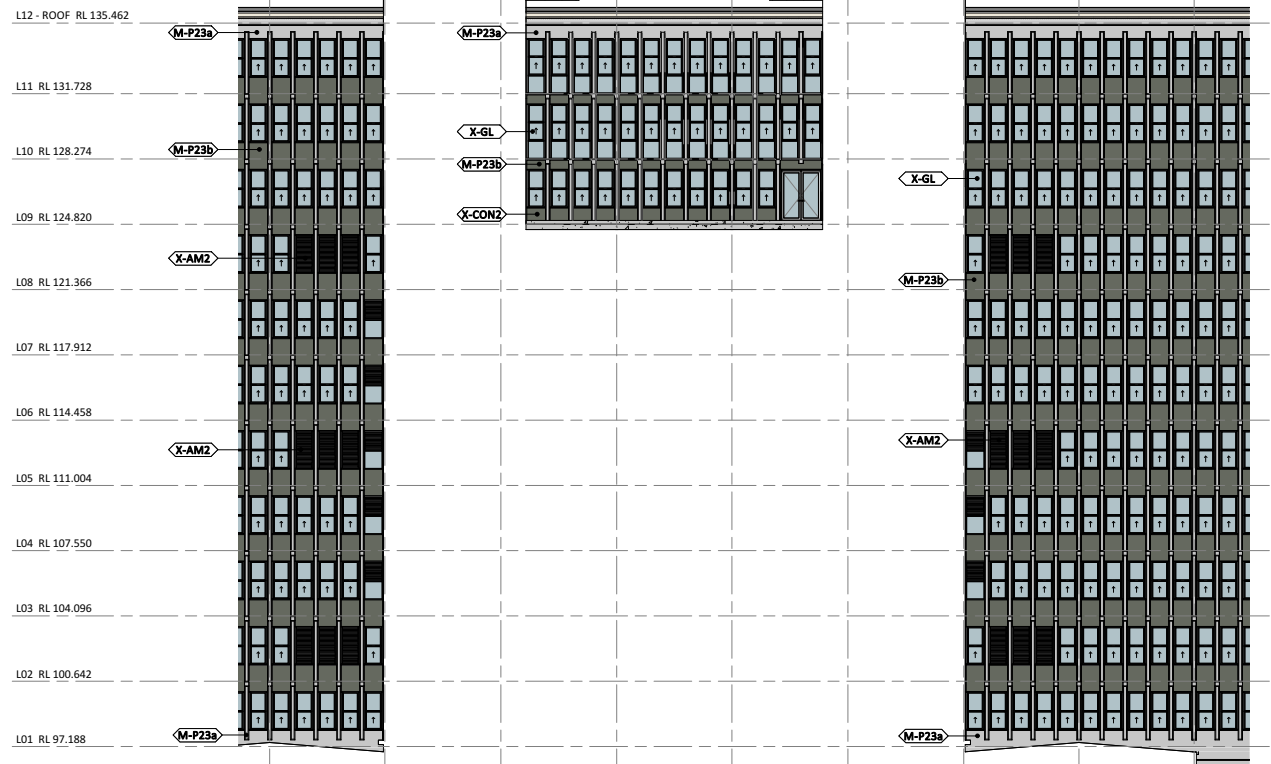 L12 - ROOF RL 135.462
M-P23a
M-P23a
L11 RL 131.728
X-GL
L10 RL 128.274
M-P23b
M-P23b
X-GL
L09 RL 124.820
X-CON2
X-AM2
L08 RL 121.366
M-P23b
L07 RL 117.912
L06 RL 114.458
X-AM2
X-AM2
L05 RL 111.004
L04 RL 107.550
L03 RL 104.096
L02 RL 100.642
L01 RL 97.188
M-P23a
M-P23a